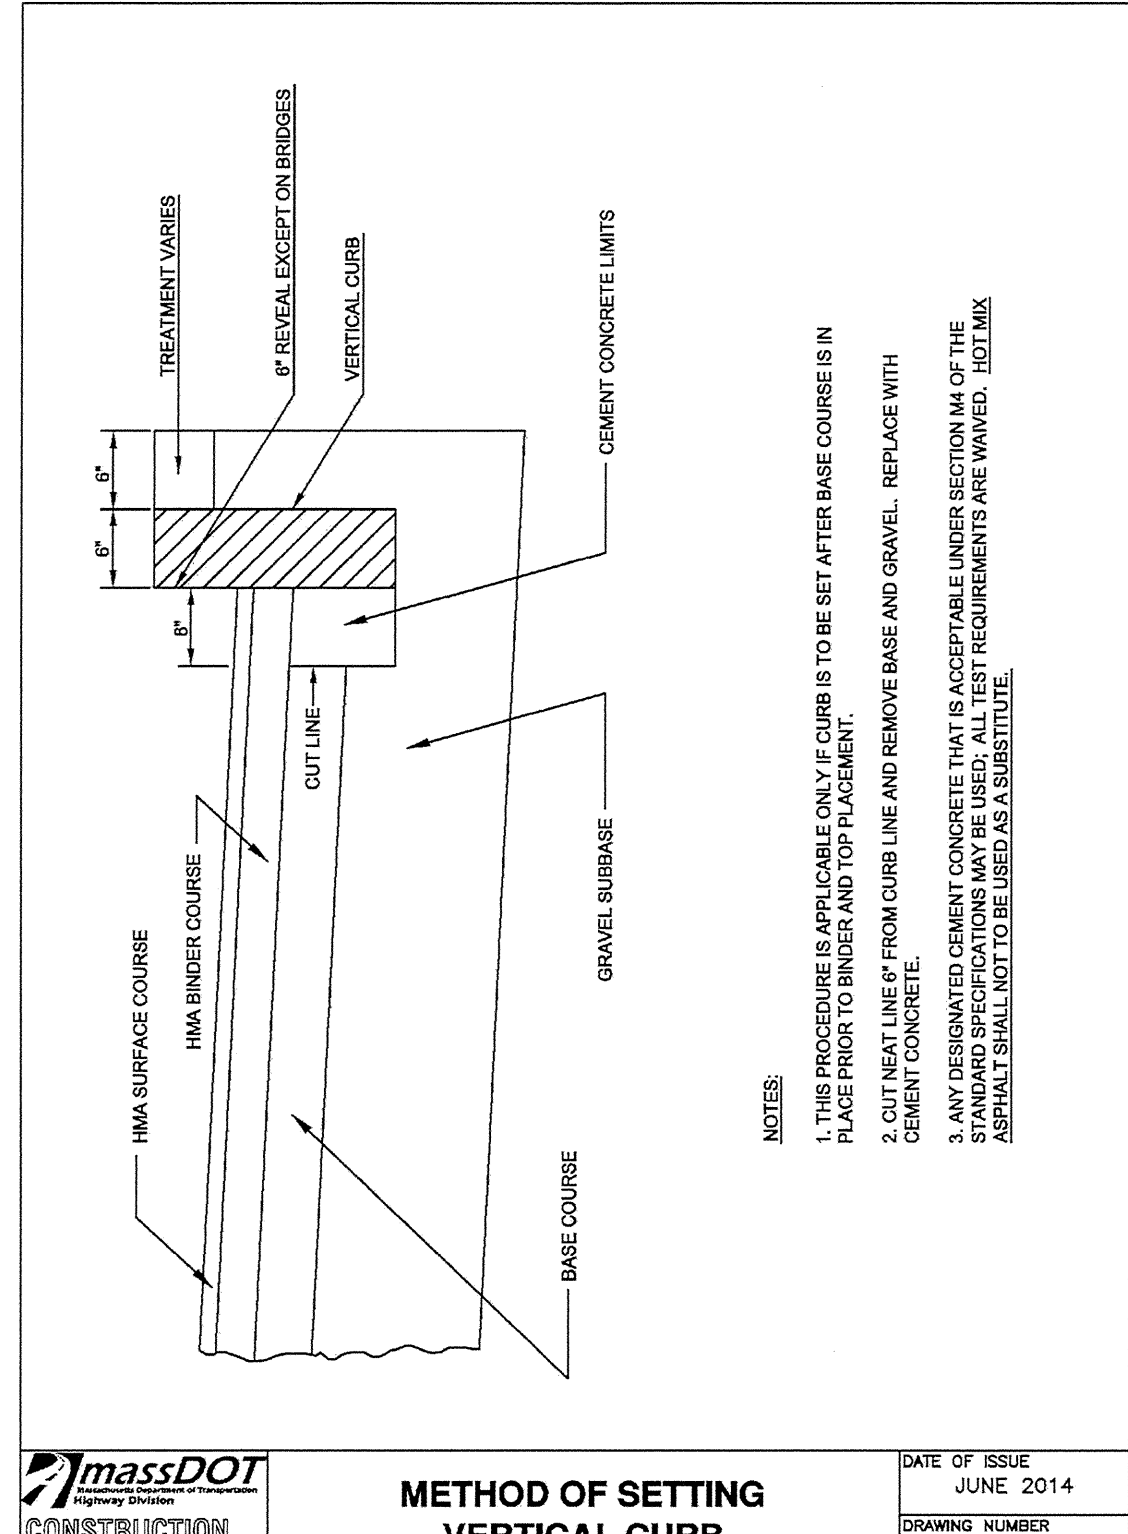 TREATMENT VARIES
6" REVEAL EXCEPT ON BRIDGES
VERTICAL CURB
CEMENT CONCRETE LIMITS
6"
6"
6"
CUT LINE
HMA SURFACE COURSE
HMA BINDER COURSE
GRAVEL SUBBASE
BASE COURSE
NOTES:
1. THIS PROCEDURE IS APPLICABLE ONLY IF CURB IS TO BE SET AFTER BASE COURSE IS IN
PLACE PRIOR TO BINDER AND TOP PLACEMENT.
2. CUT NEAT LINE 6" FROM CURB LINE AND REMOVE BASE AND GRAVEL. REPLACE WITH
CEMENT CONCRETE.
3. ANY DESIGNATED CEMENT CONCRETE THAT IS ACCEPTABLE UNDER SECTION M4 OF THE
STANDARD SPECIFICATIONS MAY BE USED; ALL TEST REQUIREMENTS ARE WAIVED. HOT MIX
ASPHALT SHALL NOT TO BE USED AS A SUBSTITUTE.
massDOT
Massachusetts Department of Transportation
Highway Division
CONSTRUCTION
METHOD OF SETTING
VERTICAL CURB
DATE OF ISSUE
JUNE 2014
DRAWING NUMBER